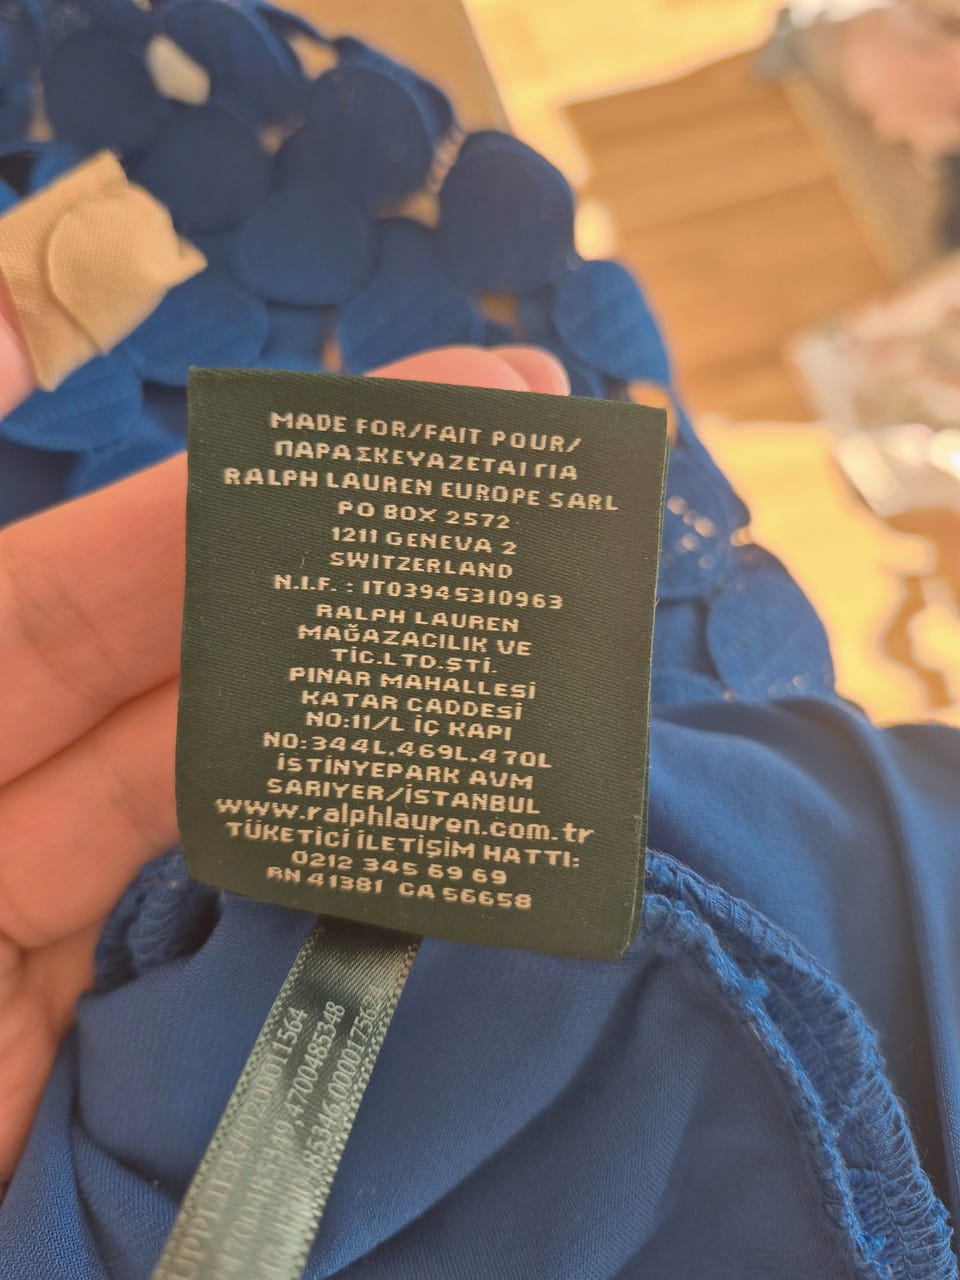 MADE FOR/FAIT POUR/
ΠΑΡΑΣΚΕΥΑΖΕΤΑΙ ΓΙΑ
RALPH LAUREN EUROPE SARL
PO BOX 2572
1211 GENEVA 2
SWITZERLAND
N.I.F. : IT03945310963
RALPH LAUREN
MAĞAZACILIK VE
TİC.LTD.ŞTİ.
PINAR MAHALLESİ
KATAR CADDESİ
NO:11/L İÇ KAPI
NO:344L.469L.470L
İSTİNYEPARK AVM
SARIYER/İSTANBUL
www.ralphlauren.com.tr
TÜKETİCİ İLETİŞİM HATTI:
0212 345 69 69
RN 41381 CA 56658